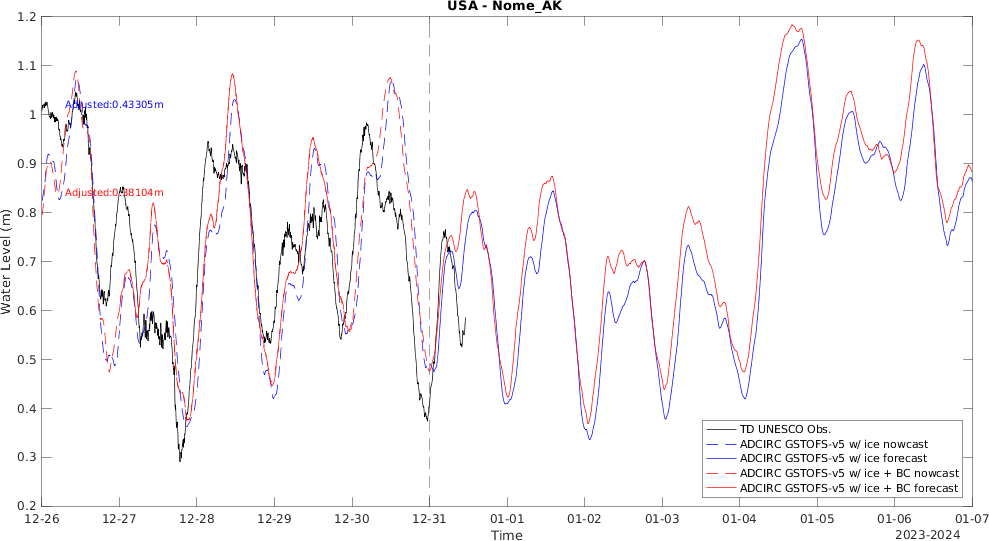 USA - Nome_AK
1.2
1.1
1
0.9
0.8
0.7
0.6
0.5
0.4
0.3
0.2
Water Level (m)
Adjusted:0.43305m
Adjusted:0.38104m
TD UNESCO Obs.
ADCIRC GSTOFS-v5 w/ ice nowcast
ADCIRC GSTOFS-v5 w/ ice forecast
ADCIRC GSTOFS-v5 w/ ice + BC nowcast
ADCIRC GSTOFS-v5 w/ ice + BC forecast
12-26 12-27 12-28 12-29 12-30 12-31 01-01 01-02 01-03 01-04 01-05 01-06 01-07
Time
2023-2024